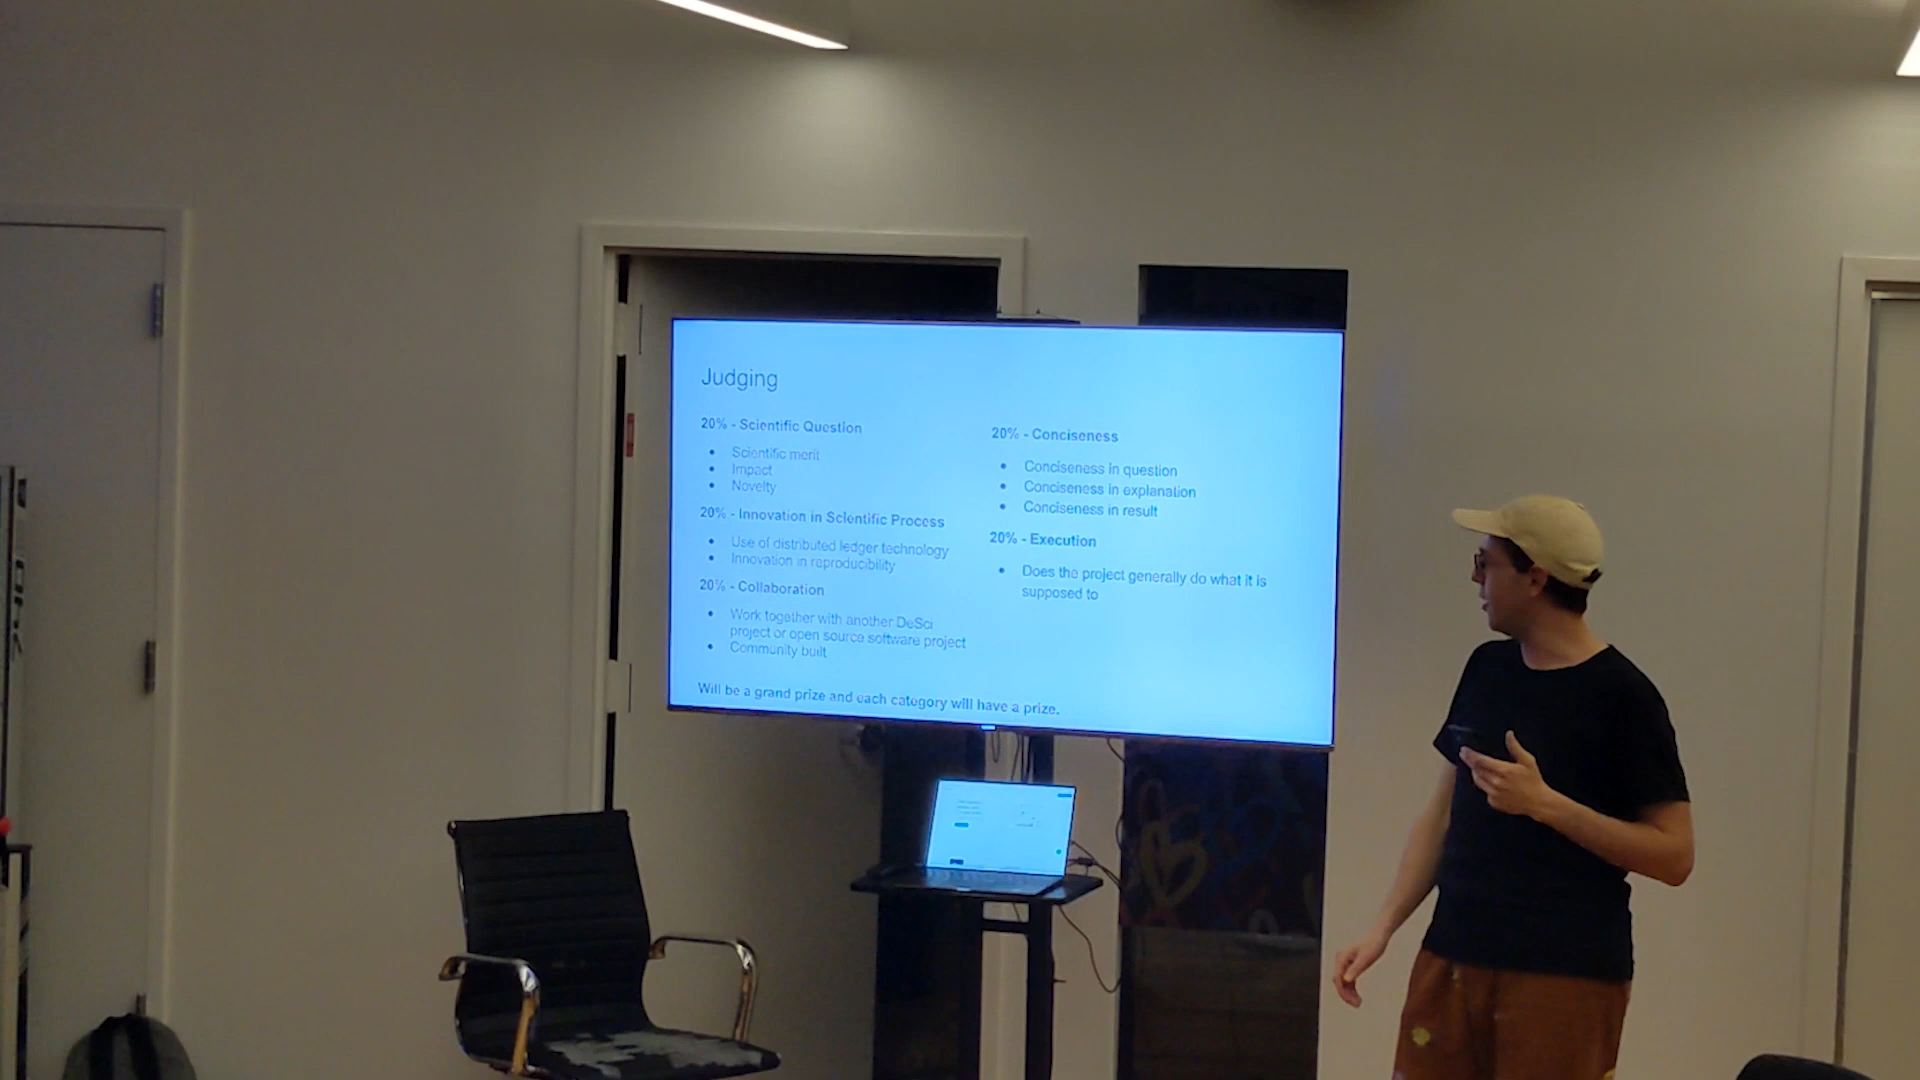 Judging
20% - Scientific Question
Scientific merit
Impact
Novelty
20% - Innovation in Scientific Process
Use of distributed ledger technology
Innovation in reproducibility
20% - Collaboration
Work together with another DeSci
project or open source software project
Community built
20% - Conciseness
Conciseness in question
Conciseness in explanation
Conciseness in result
20% - Execution
Does the project generally do what it is
supposed to
Will be a grand prize and each category will have a prize.